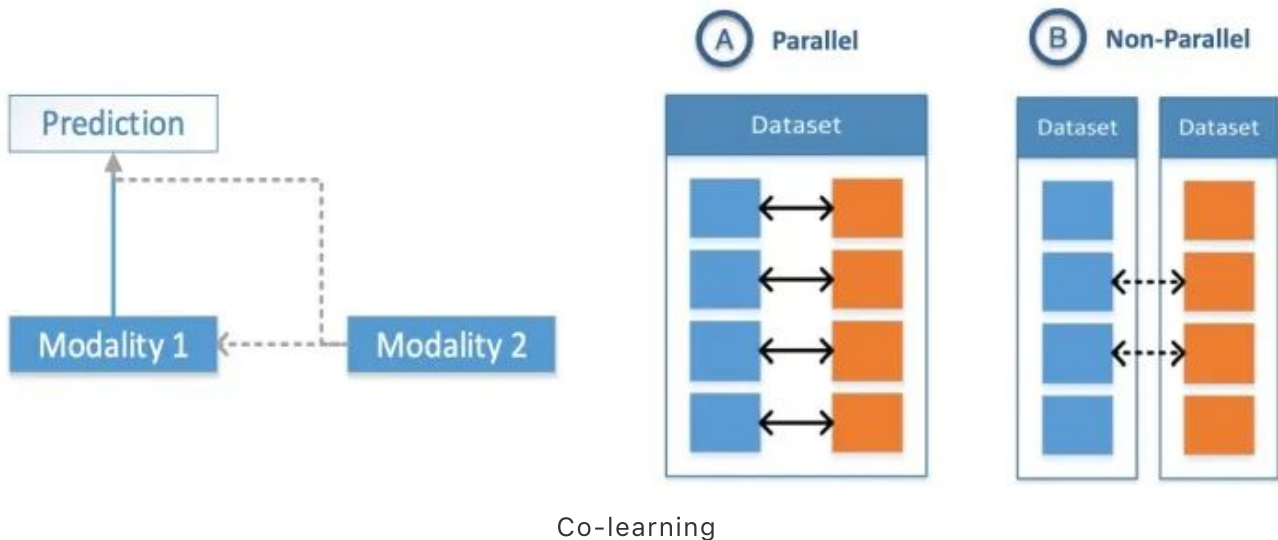 Prediction
Modality 1
Modality 2
A Parallel
Dataset
B Non-Parallel
Dataset
Dataset
Co-learning